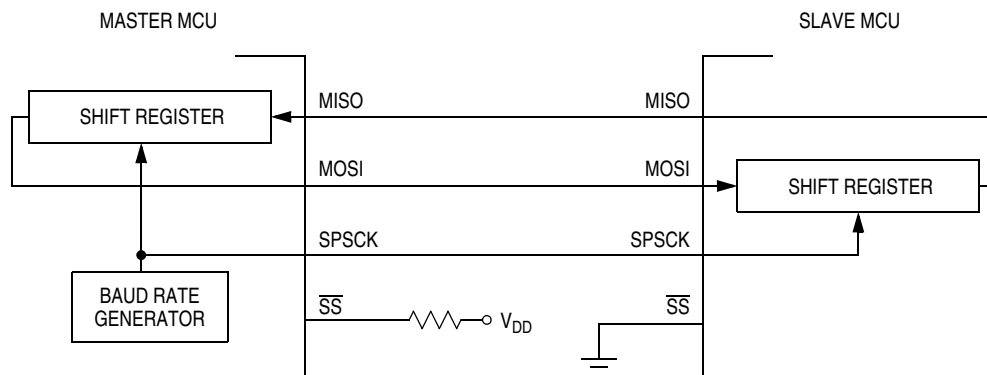 MASTER MCU
SLAVE MCU
SHIFT REGISTER
MISO
MISO
MOSI
MOSI
SHIFT REGISTER
SPSCK
SPSCK
BAUD RATE
GENERATOR
SS
VDD
SS